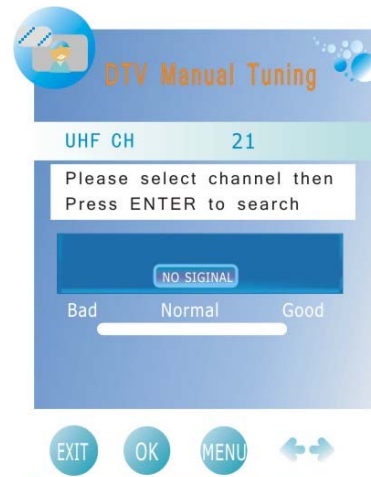 DTV Manual Tuning
UHF CH 21
Please select channel then
Press ENTER to search
NO SIGINAL
Bad Normal Good
EXIT OK MENU